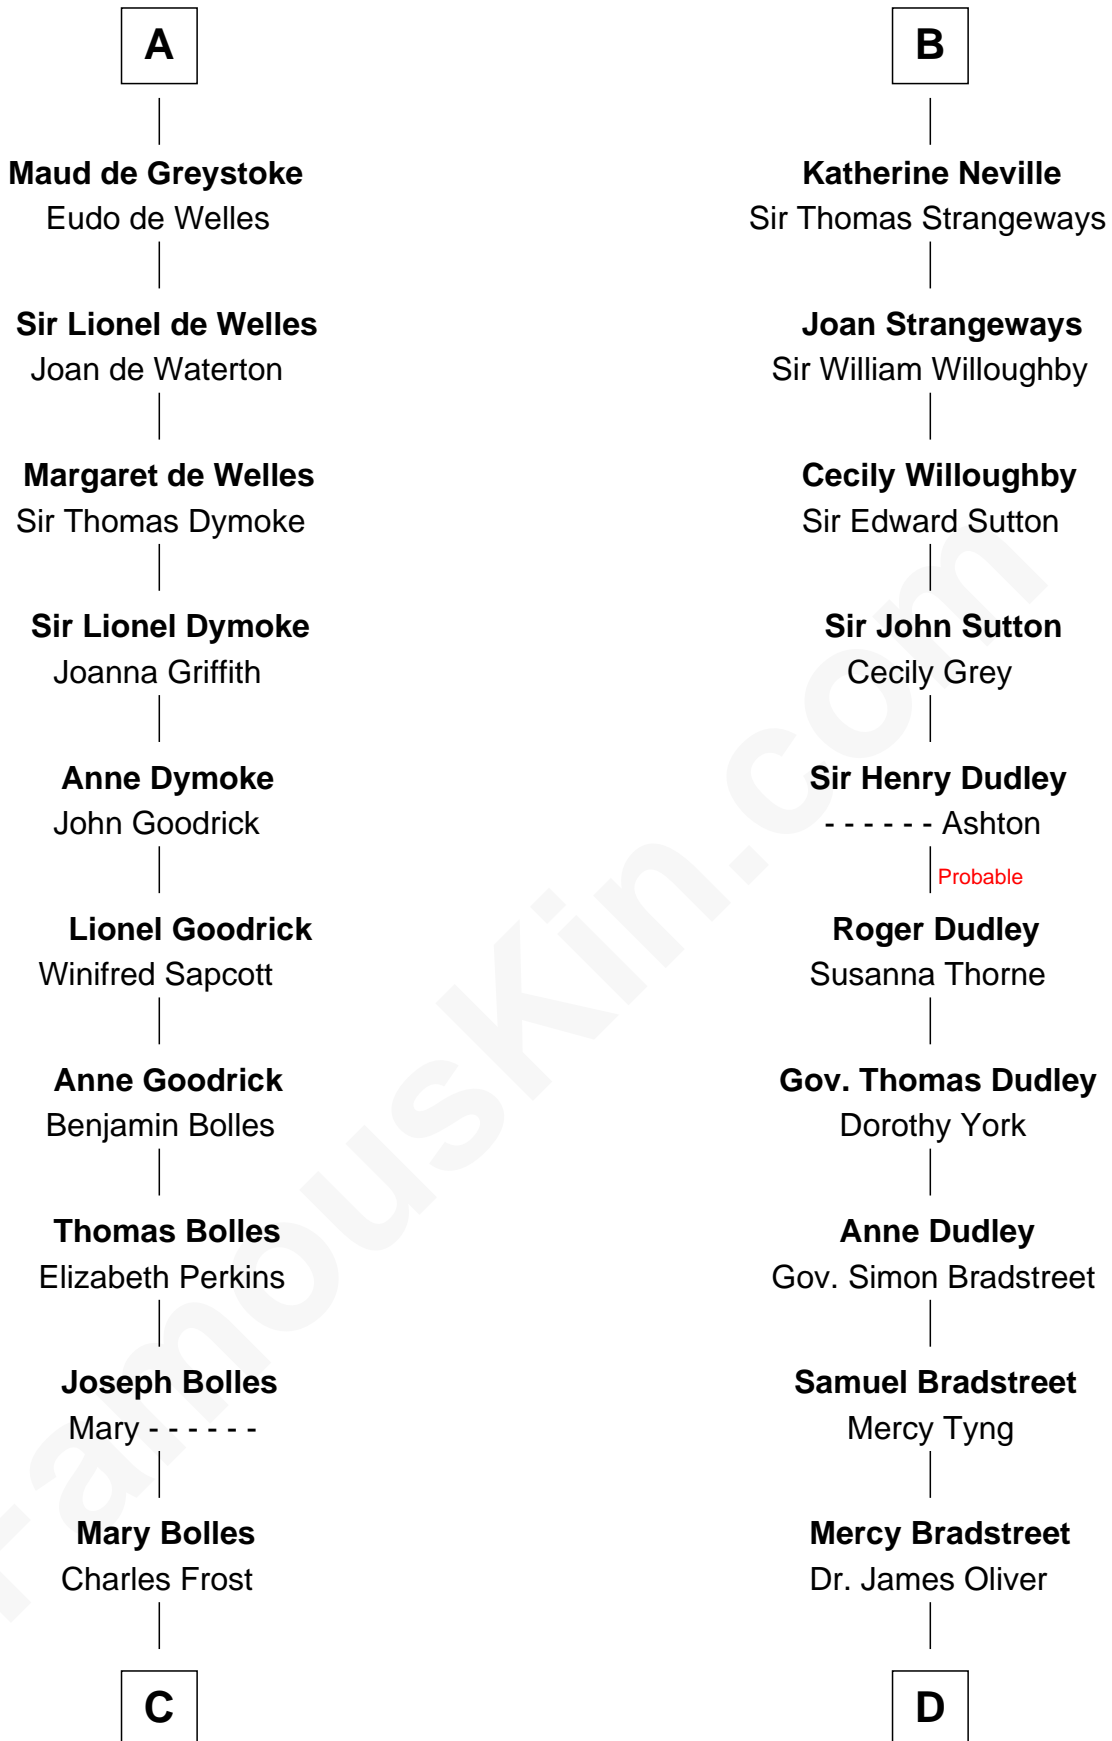 A
Maud de Greystoke
Eudo de Welles
Sir Lionel de Welles
Joan de Waterton
Margaret de Welles
Sir Thomas Dymoke
Sir Lionel Dymoke
Joanna Griffith
Anne Dymoke
John Goodrick
Lionel Goodrick
Winifred Sapcott
Anne Goodrick
Benjamin Bolles
Thomas Bolles
Elizabeth Perkins
Joseph Bolles
Mary - - - - - -
Mary Bolles
Charles Frost
C
B
Katherine Neville
Sir Thomas Strangeways
Joan Strangeways
Sir William Willoughby
Cecily Willoughby
Sir Edward Sutton
Sir John Sutton
Cecily Grey
Sir Henry Dudley
- - - - - - Ashton
Probable
Roger Dudley
Susanna Thorne
Gov. Thomas Dudley
Dorothy York
Anne Dudley
Gov. Simon Bradstreet
Samuel Bradstreet
Mercy Tyng
Mercy Bradstreet
Dr. James Oliver
D
FamousKin.com